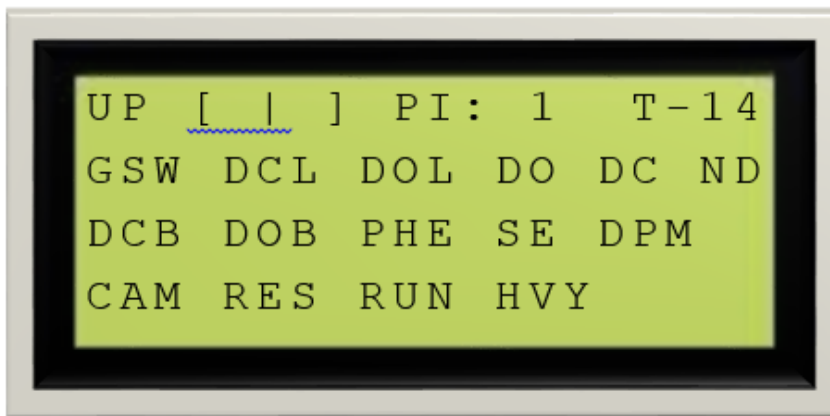 UP [ | ] PI: 1 T-14
GSW DCL DOL DO DC ND
DCB DOB PHE SE DPM
CAM RES RUN HVY